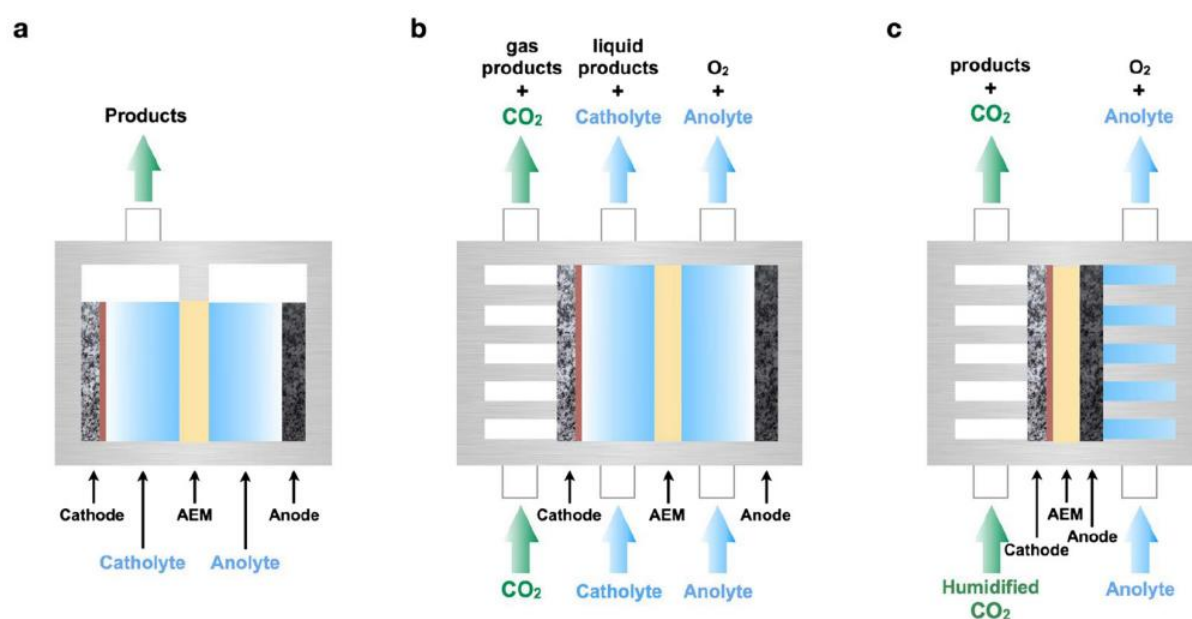 a
Products
Cathode
AEM
Anode
Catholyte
Anolyte
b
gas
products
+
CO₂
liquid
products
+
Catholyte
O₂
+
Anolyte
Cathode
AEM
Anode
CO₂
Catholyte
Anolyte
c
products
+
CO₂
O₂
+
Anolyte
AEM
Cathode
Anode
Humidified
CO₂
Anolyte